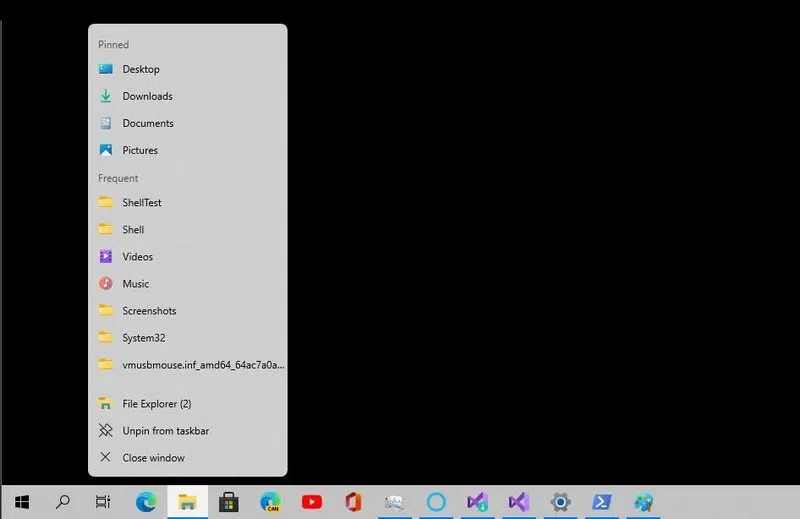 Pinned
Desktop
Downloads
Documents
Pictures
Frequent
ShellTest
Shell
Videos
Music
Screenshots
System32
vmusbmouse.inf_amd64_64ac7a0a...
File Explorer (2)
Unpin from taskbar
Close window
CAN